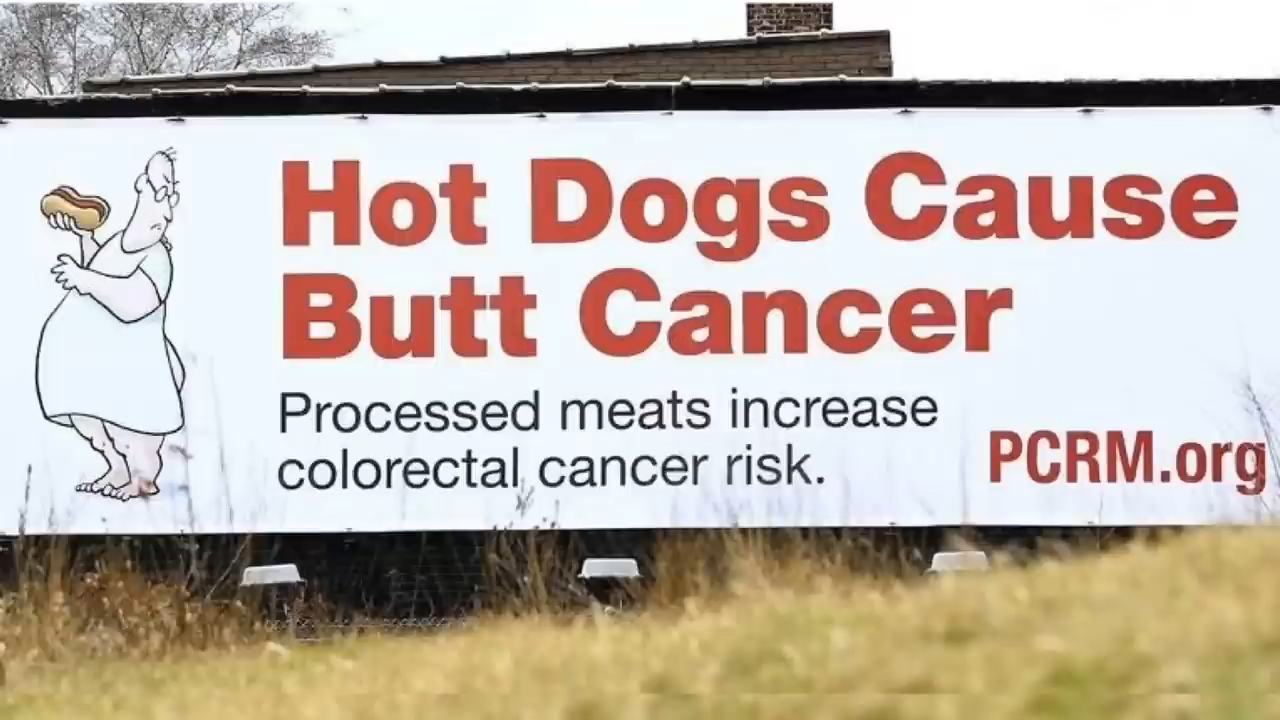 Hot Dogs Cause
Butt Cancer
Processed meats increase
colorectal cancer risk.
PCRM.org